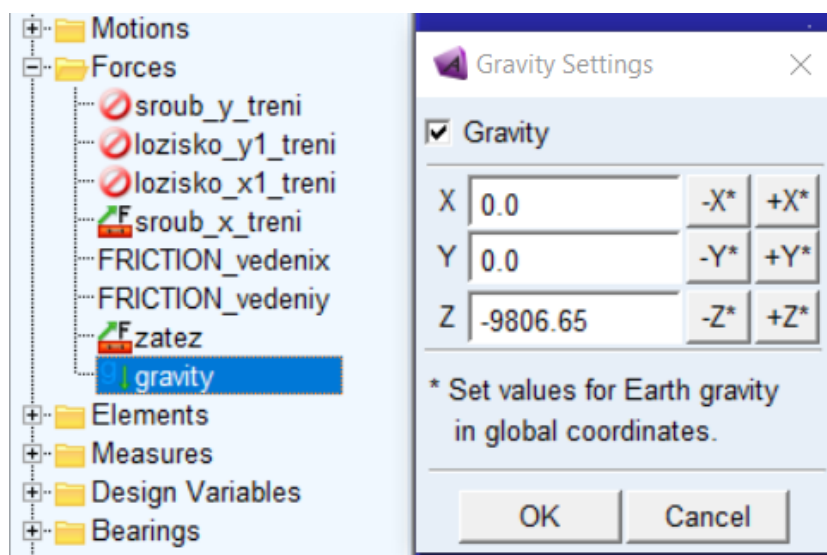 Motions
Forces
sroub_y_treni
lozisko_y1_treni
lozisko_x1_treni
F sroub_x_treni
FRICTION_vedenix
FRICTION_vedeniy
F zatez
g gravity
Elements
Measures
Design Variables
Bearings
A Gravity Settings
Gravity
X 0.0 -X* +X*
Y 0.0 -Y* +Y*
Z -9806.65 -Z* +Z*
* Set values for Earth gravity
in global coordinates.
OK Cancel